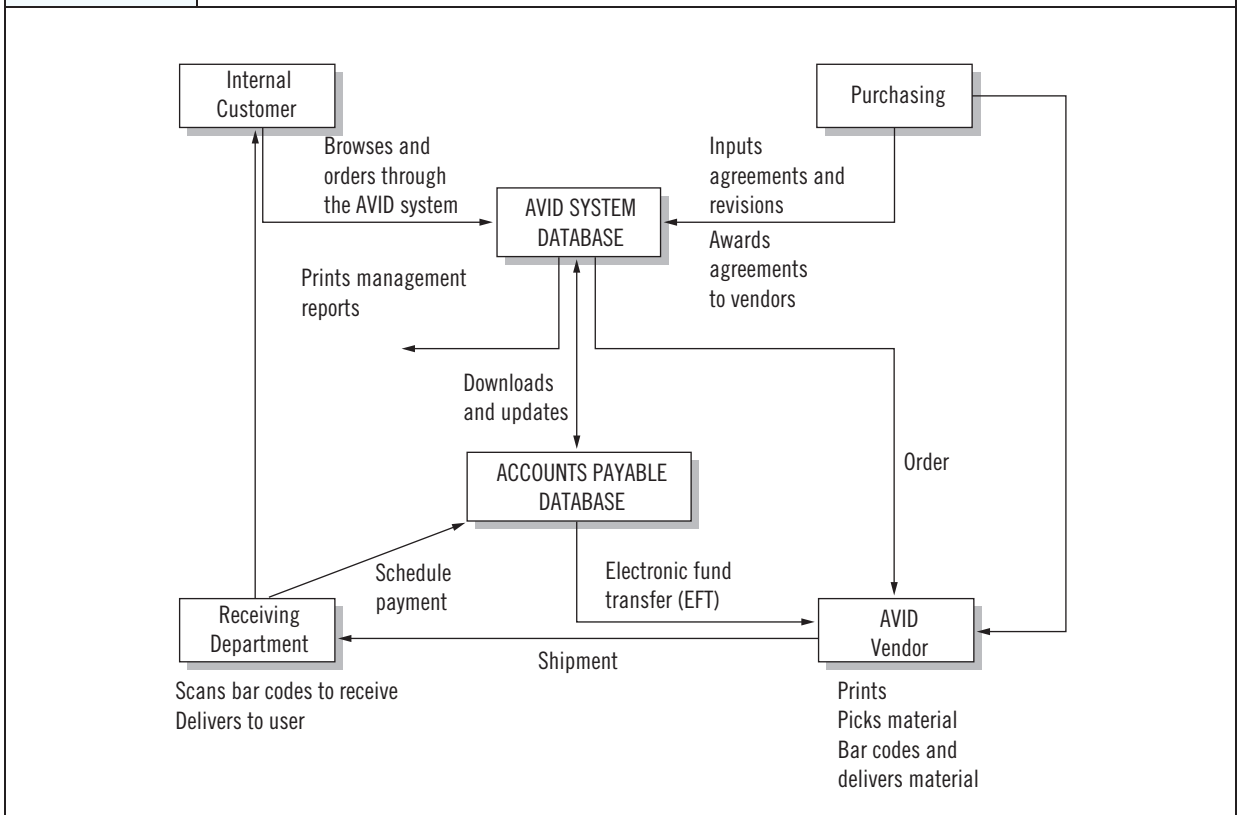 Internal
Customer
Purchasing
Browses and
orders through
the AVID system
Inputs
agreements and
revisions
AVID SYSTEM
DATABASE
Awards
agreements
to vendors
Prints management
reports
Downloads
and updates
Order
ACCOUNTS PAYABLE
DATABASE
Schedule
payment
Electronic fund
transfer (EFT)
Receiving
Department
AVID
Vendor
Shipment
Scans bar codes to receive
Delivers to user
Prints
Picks material
Bar codes and
delivers material